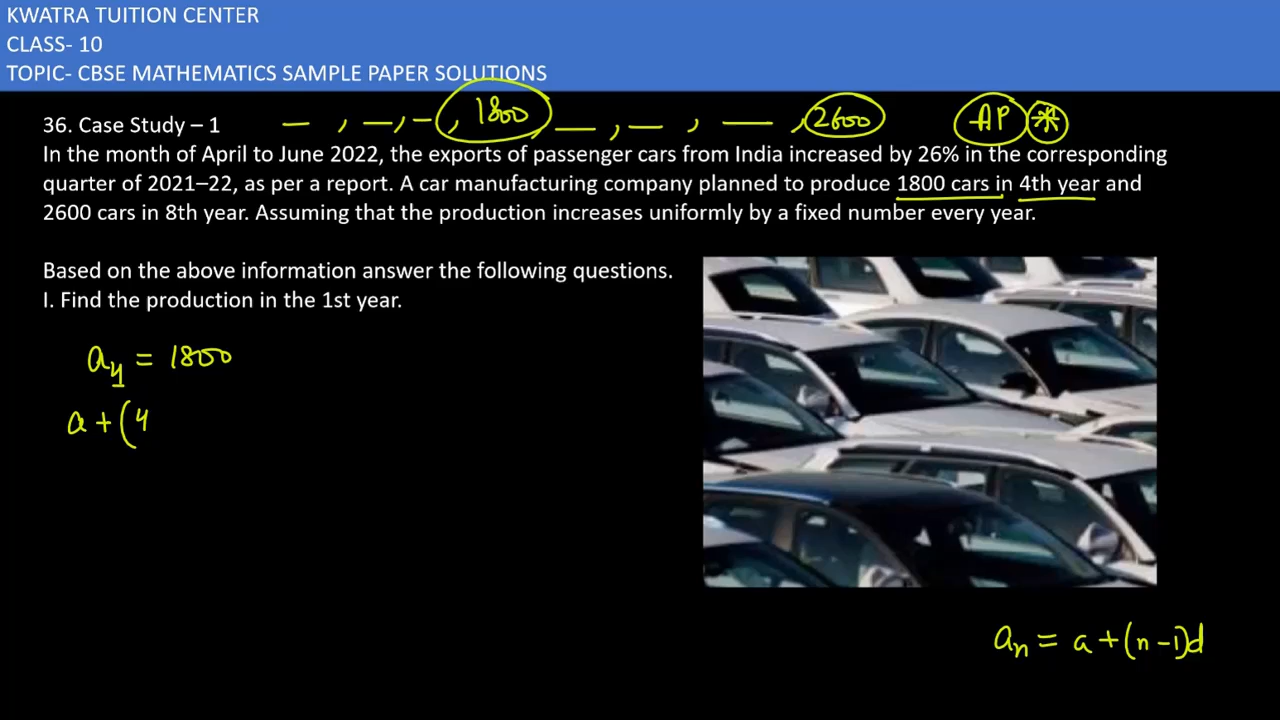 KWATRA TUITION CENTER
CLASS- 10
TOPIC- CBSE MATHEMATICS SAMPLE PAPER SOLUTIONS
36. Case Study – 1 __ , __ , _ , 1800 , __ , __ , __ , 2600 AP *
In the month of April to June 2022, the exports of passenger cars from India increased by 26% in the corresponding
quarter of 2021–22, as per a report. A car manufacturing company planned to produce 1800 cars in 4th year and
2600 cars in 8th year. Assuming that the production increases uniformly by a fixed number every year.
Based on the above information answer the following questions.
I. Find the production in the 1st year.
a₄ = 1800
a + (4
aₙ = a + (n - 1)d